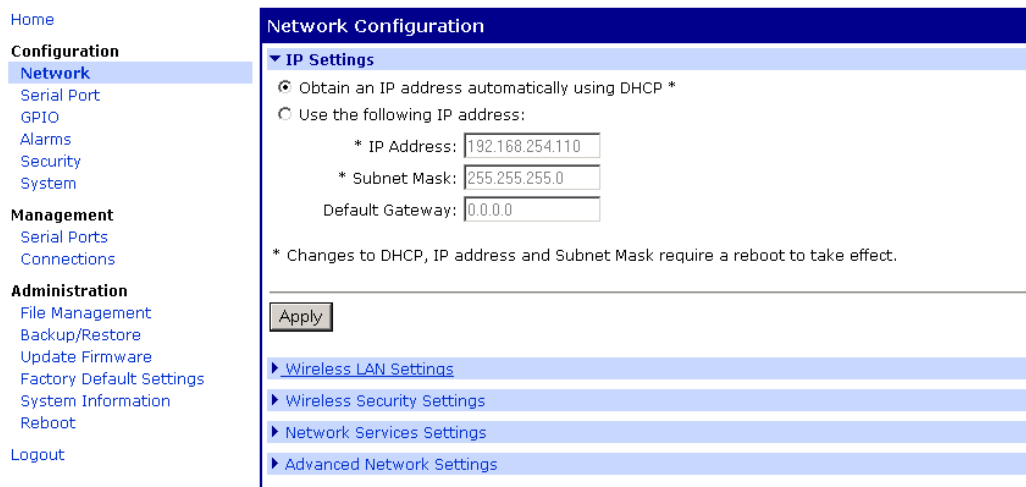 Home
Configuration
Network
Serial Port
GPIO
Alarms
Security
System
Management
Serial Ports
Connections
Administration
File Management
Backup/Restore
Update Firmware
Factory Default Settings
System Information
Reboot
Logout
Network Configuration
IP Settings
Obtain an IP address automatically using DHCP *
Use the following IP address:
* IP Address: 192.168.254.110
* Subnet Mask: 255.255.255.0
Default Gateway: 0.0.0.0
* Changes to DHCP, IP address and Subnet Mask require a reboot to take effect.
Apply
Wireless LAN Settings
Wireless Security Settings
Network Services Settings
Advanced Network Settings